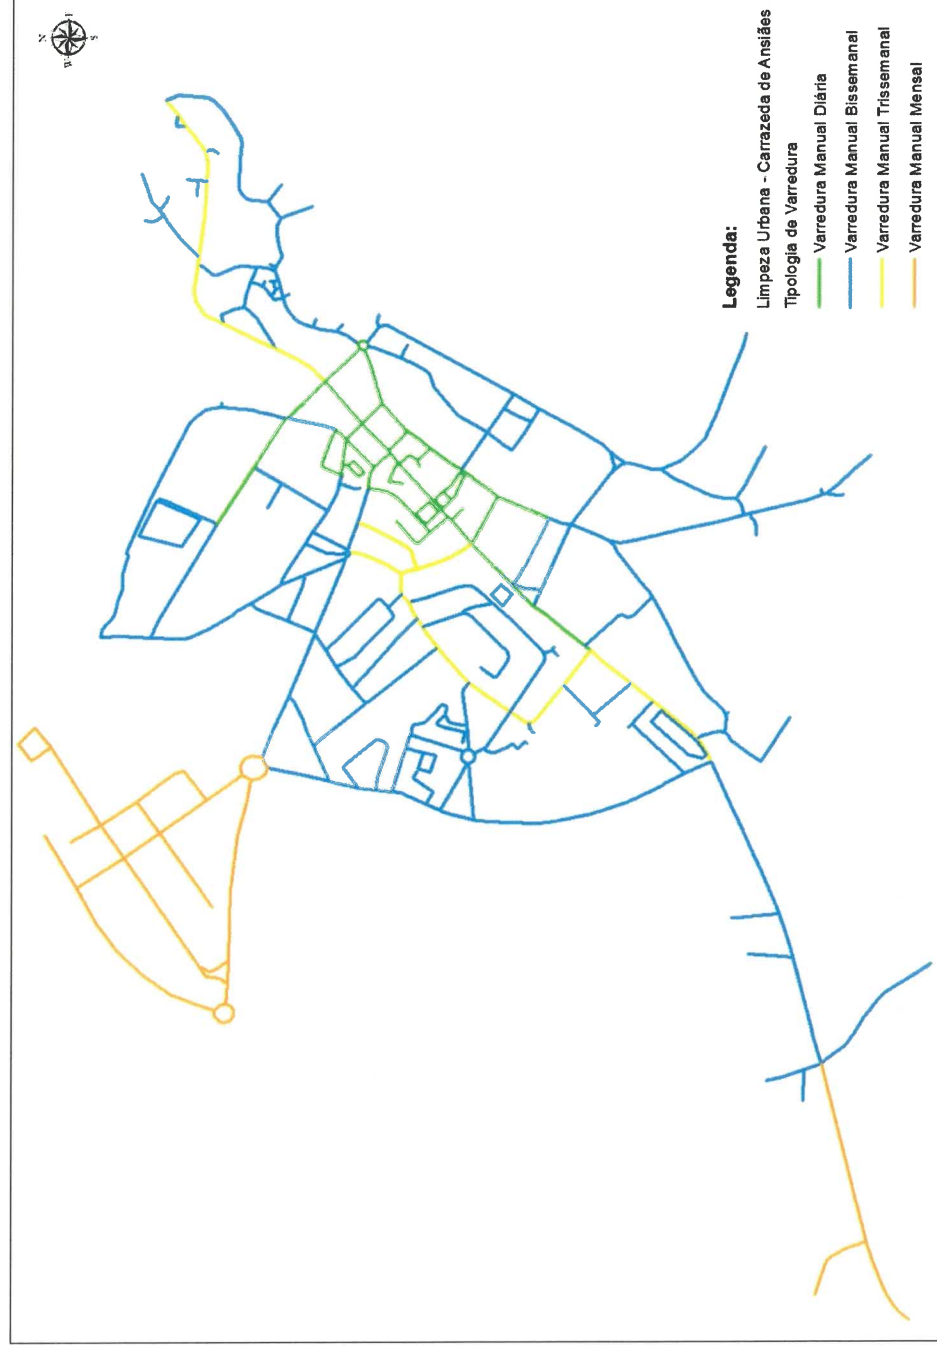 N
W
S
Legenda:
Limpeza Urbana - Carrazeda de Ansiães
Tipologia de Varredura
Varredura Manual Diária
Varredura Manual Bissemanal
Varredura Manual Trissemanal
Varredura Manual Mensal